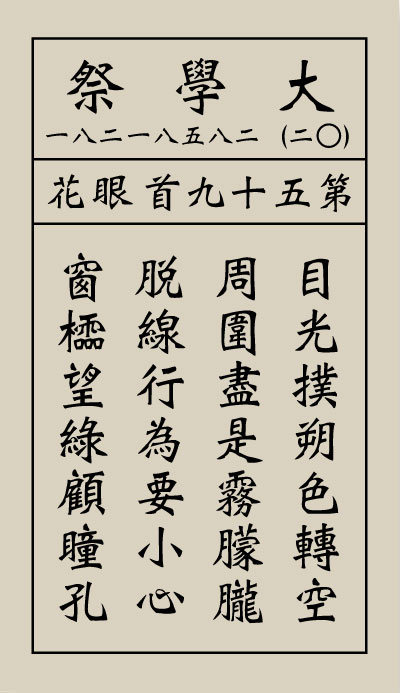 大學祭
(〇二)二八五八一二八一
第五十九首眼花
目光撲朔色轉空
周圍盡是霧朦朧
脱線行為要小心
窗檽望綠顧瞳孔